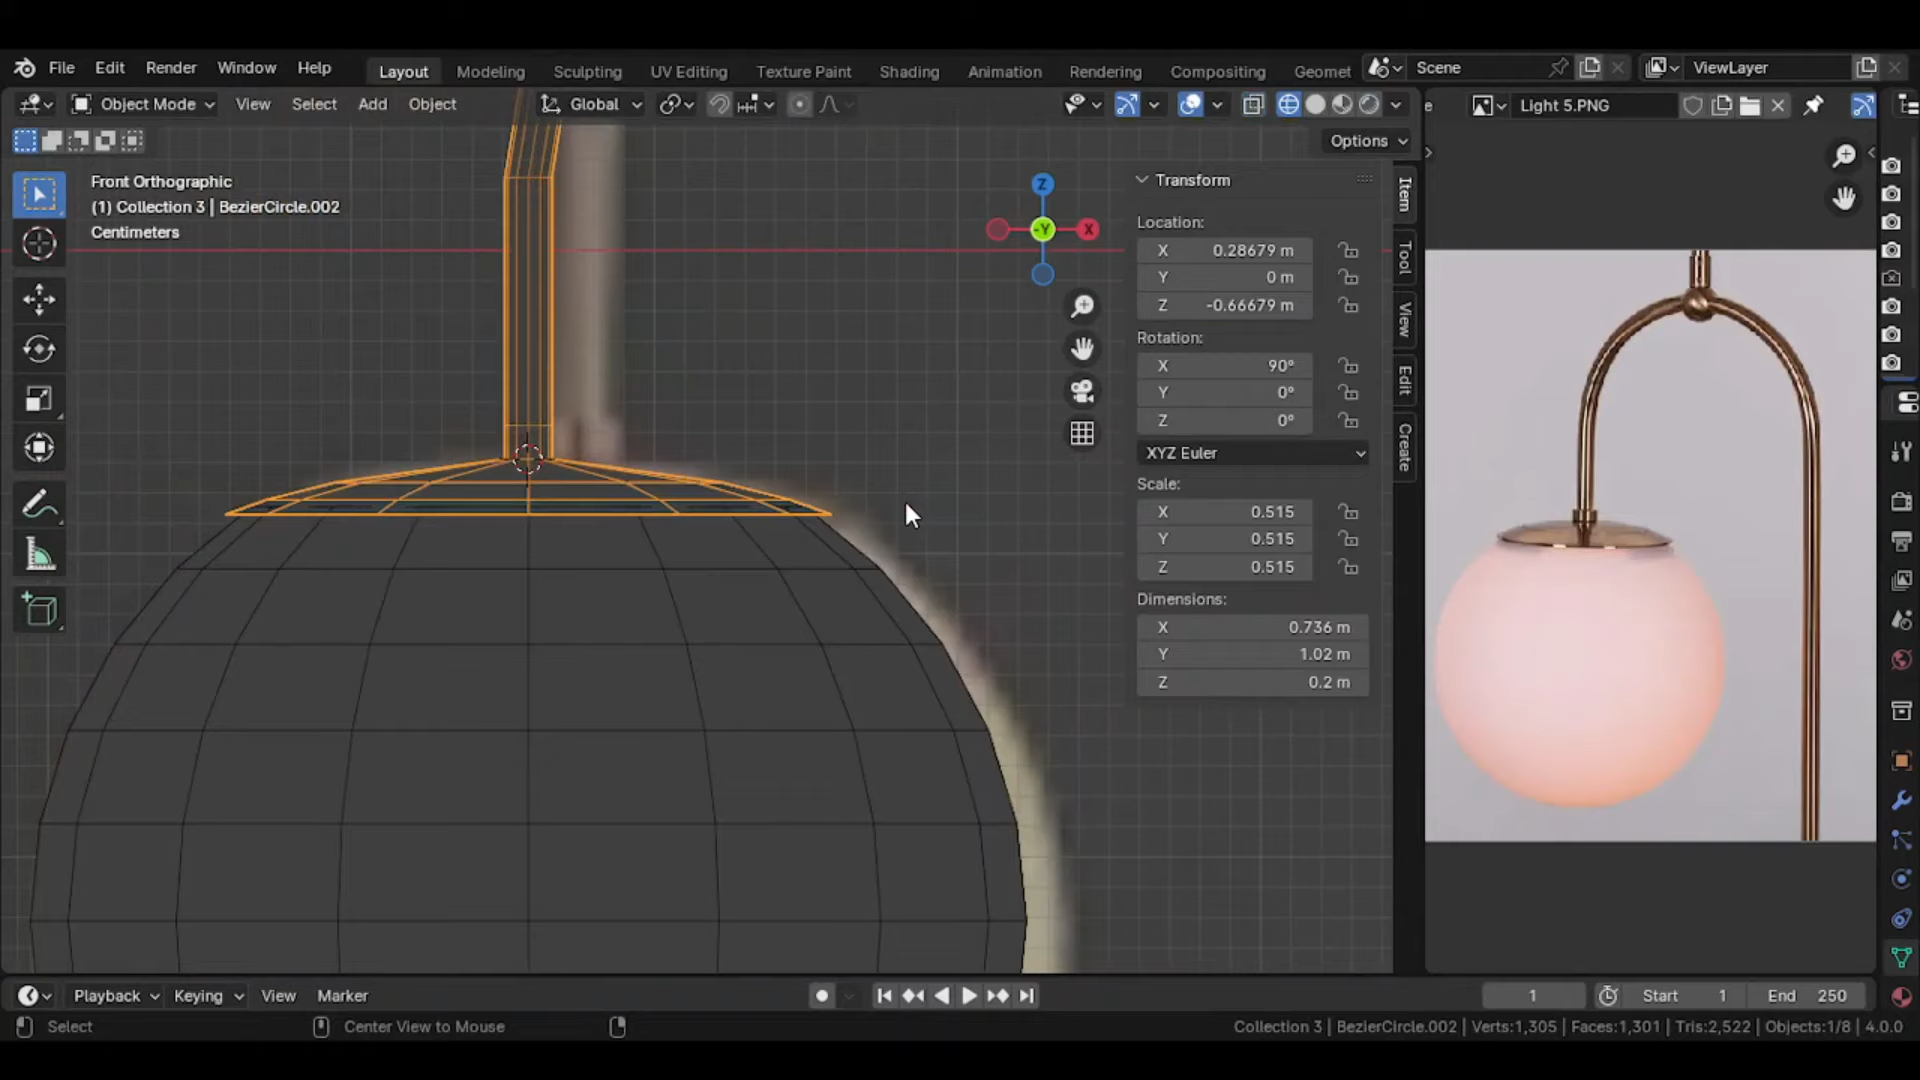 File Edit Render Window Help Layout Modeling Sculpting UV Editing Texture Paint Shading Animation Rendering Compositing Geomet Scene ViewLayer
Object Mode View Select Add Object Global e Light 5.PNG
Options
Front Orthographic
(1) Collection 3 | BezierCircle.002
Centimeters
Z
-Y
X
Transform
Location:
X 0.28679 m
Y 0 m
Z -0.66679 m
Rotation:
X 90°
Y 0°
Z 0°
XYZ Euler
Scale:
X 0.515
Y 0.515
Z 0.515
Dimensions:
X 0.736 m
Y 1.02 m
Z 0.2 m
Item
Tool
View
Edit
Create
Playback Keying View Marker 1 Start 1 End 250
Select Center View to Mouse Collection 3 | BezierCircle.002 | Verts:1,305 | Faces:1,301 | Tris:2,522 | Objects:1/8 | 4.0.0